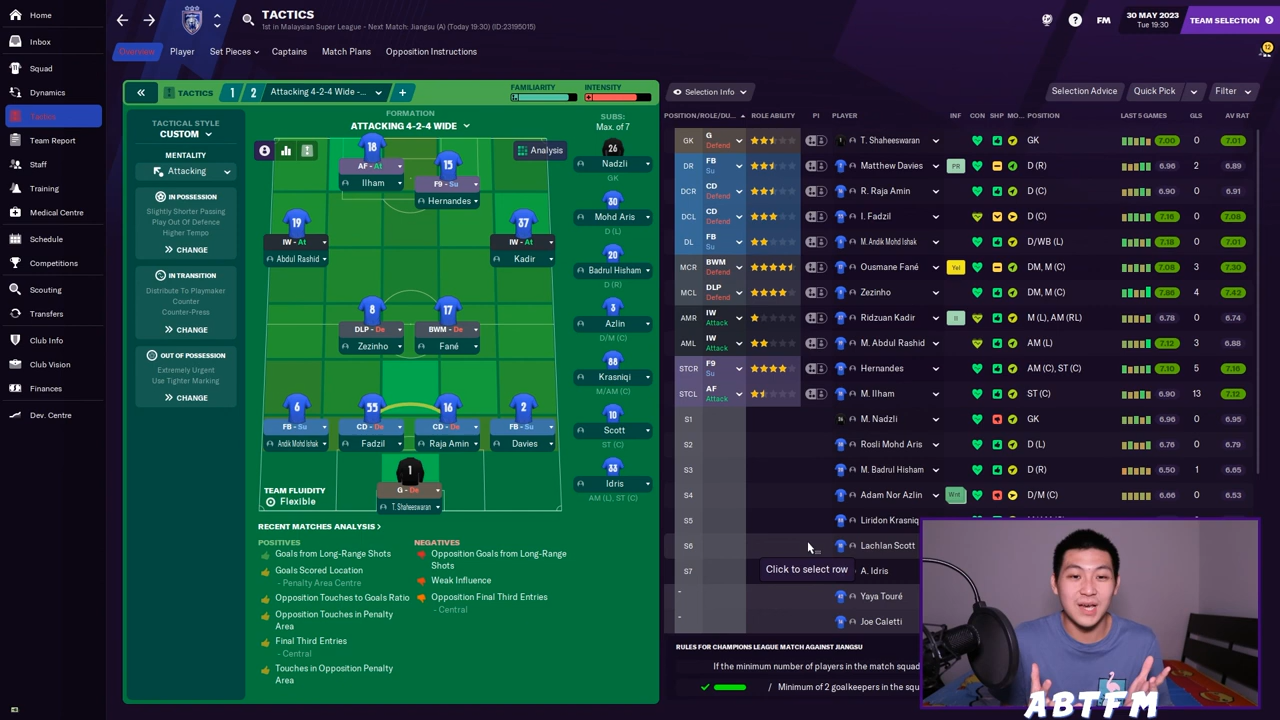 Home
Inbox
Squad
Dynamics
Tactics
Team Report
Staff
Training
Medical Centre
Schedule
Competitions
Scouting
Transfers
Club Info
Club Vision
Finances
Dev. Centre
TACTICS
1st in Malaysian Super League - Next Match: Jiangsu (A) (Today 19:30) (ID:23195015)
FM
30 MAY 2023
Tue 19:30
TEAM SELECTION
12
Overview Player Set Pieces Captains Match Plans Opposition Instructions
TACTICS 1 2 Attacking 4-2-4 Wide -...
FAMILIARITY INTENSITY
TACTICAL STYLE
CUSTOM
MENTALITY
Attacking
IN POSSESSION
Slightly Shorter Passing
Play Out Of Defence
Higher Tempo
CHANGE
IN TRANSITION
Distribute To Playmaker
Counter
Counter-Press
CHANGE
OUT OF POSSESSION
Extremely Urgent
Use Tighter Marking
CHANGE
FORMATION
ATTACKING 4-2-4 WIDE
Analysis
18
AF - At
Ilham
15
F9 - Su
Hernandes
19
IW - At
Abdul Rashid
37
IW - At
Kadir
8
DLP - De
Zezinho
17
BWM - De
Fané
6
FB - Su
Andik Mohd Ishak
55
CD - De
Fadzil
16
CD - De
Raja Amin
2
FB - Su
Davies
1
G - De
T. Shaheeswaran
TEAM FLUIDITY
Flexible
SUBS:
Max. of 7
26
Nadzli
GK
30
Mohd Aris
D (L)
20
Badrul Hisham
D (R)
3
Azlin
D/M (C)
88
Krasniqi
M/AM (C)
10
Scott
ST (C)
33
Idris
AM (L), ST (C)
RECENT MATCHES ANALYSIS
POSITIVES
Goals from Long-Range Shots
Goals Scored Location
- Penalty Area Centre
Opposition Touches to Goals Ratio
Opposition Touches in Penalty
Area
Final Third Entries
- Central
Touches in Opposition Penalty
Area
NEGATIVES
Opposition Goals from Long-Range
Shots
Weak Influence
Opposition Final Third Entries
- Central
Selection Info
Selection Advice Quick Pick Filter
POSITION/ROLE/DU... ROLE ABILITY PI PLAYER INF CON SHP MO... POSITION LAST 5 GAMES GLS AV RAT
GK G Defend T. Shaheeswaran GK 7.00 0 7.01
DR FB Su Matthew Davies PR D (R) 6.96 2 6.89
DCR CD Defend R. Raja Amin D (C) 6.90 0 6.91
DCL CD Defend I. Fadzil D (C) 7.16 0 7.08
DL FB Su M. Andik Mohd Ishak D/WB (L) 7.18 0 7.01
MCR BWM Defend Ousmane Fané Yel DM, M (C) 7.08 3 7.30
MCL DLP Defend Zezinho DM, M (C) 7.86 4 7.42
AMR IW Attack Ridzuan Kadir M (L), AM (RL) 6.78 0 6.74
AML IW Attack M. Abdul Rashid AM (L) 7.12 3 6.88
STCR F9 Su Hernandes AM (C), ST (C) 7.10 5 7.16
STCL AF Attack M. Ilham ST (C) 6.90 13 7.12
S1 M. Nadzli GK 6.96 0 6.95
S2 Rosli Mohd Aris D (L) 6.76 0 6.79
S3 M. Badrul Hisham D (R) 6.50 1 6.65
S4 Adam Nor Azlin Wnt D/M (C) 6.66 0 6.53
S5 Liridon Krasniq
S6 Lachlan Scott
S7 A. Idris
Click to select row
- Yaya Touré
- Joe Caletti
RULES FOR CHAMPIONS LEAGUE MATCH AGAINST JIANGSU
If the minimum number of players in the match squad
/ Minimum of 2 goalkeepers in the squ
ABTFM